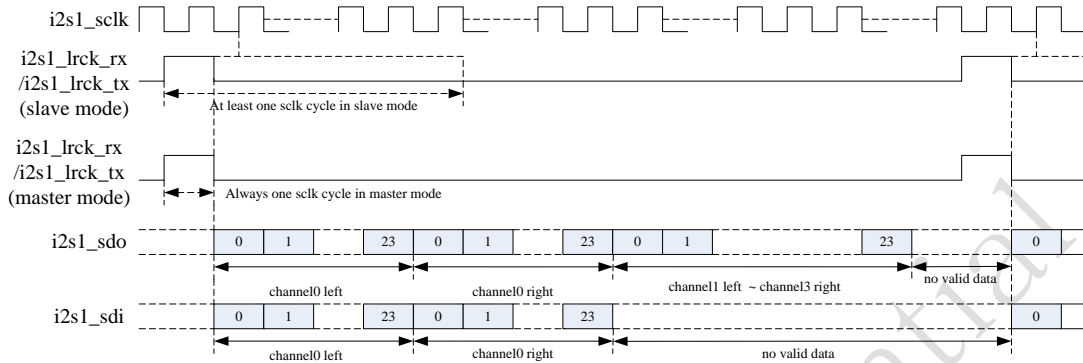 i2s1_sclk
i2s1_lrck_rx
/i2s1_lrck_tx
(slave mode)
At least one sclk cycle in slave mode
i2s1_lrck_rx
/i2s1_lrck_tx
(master mode)
Always one sclk cycle in master mode
i2s1_sdo
0 1 23 0 1 23 0 1 23 0
channel0 left channel0 right channel1 left ~ channel3 right no valid data
i2s1_sdi
0 1 23 0 1 23 0
channel0 left channel0 right no valid data